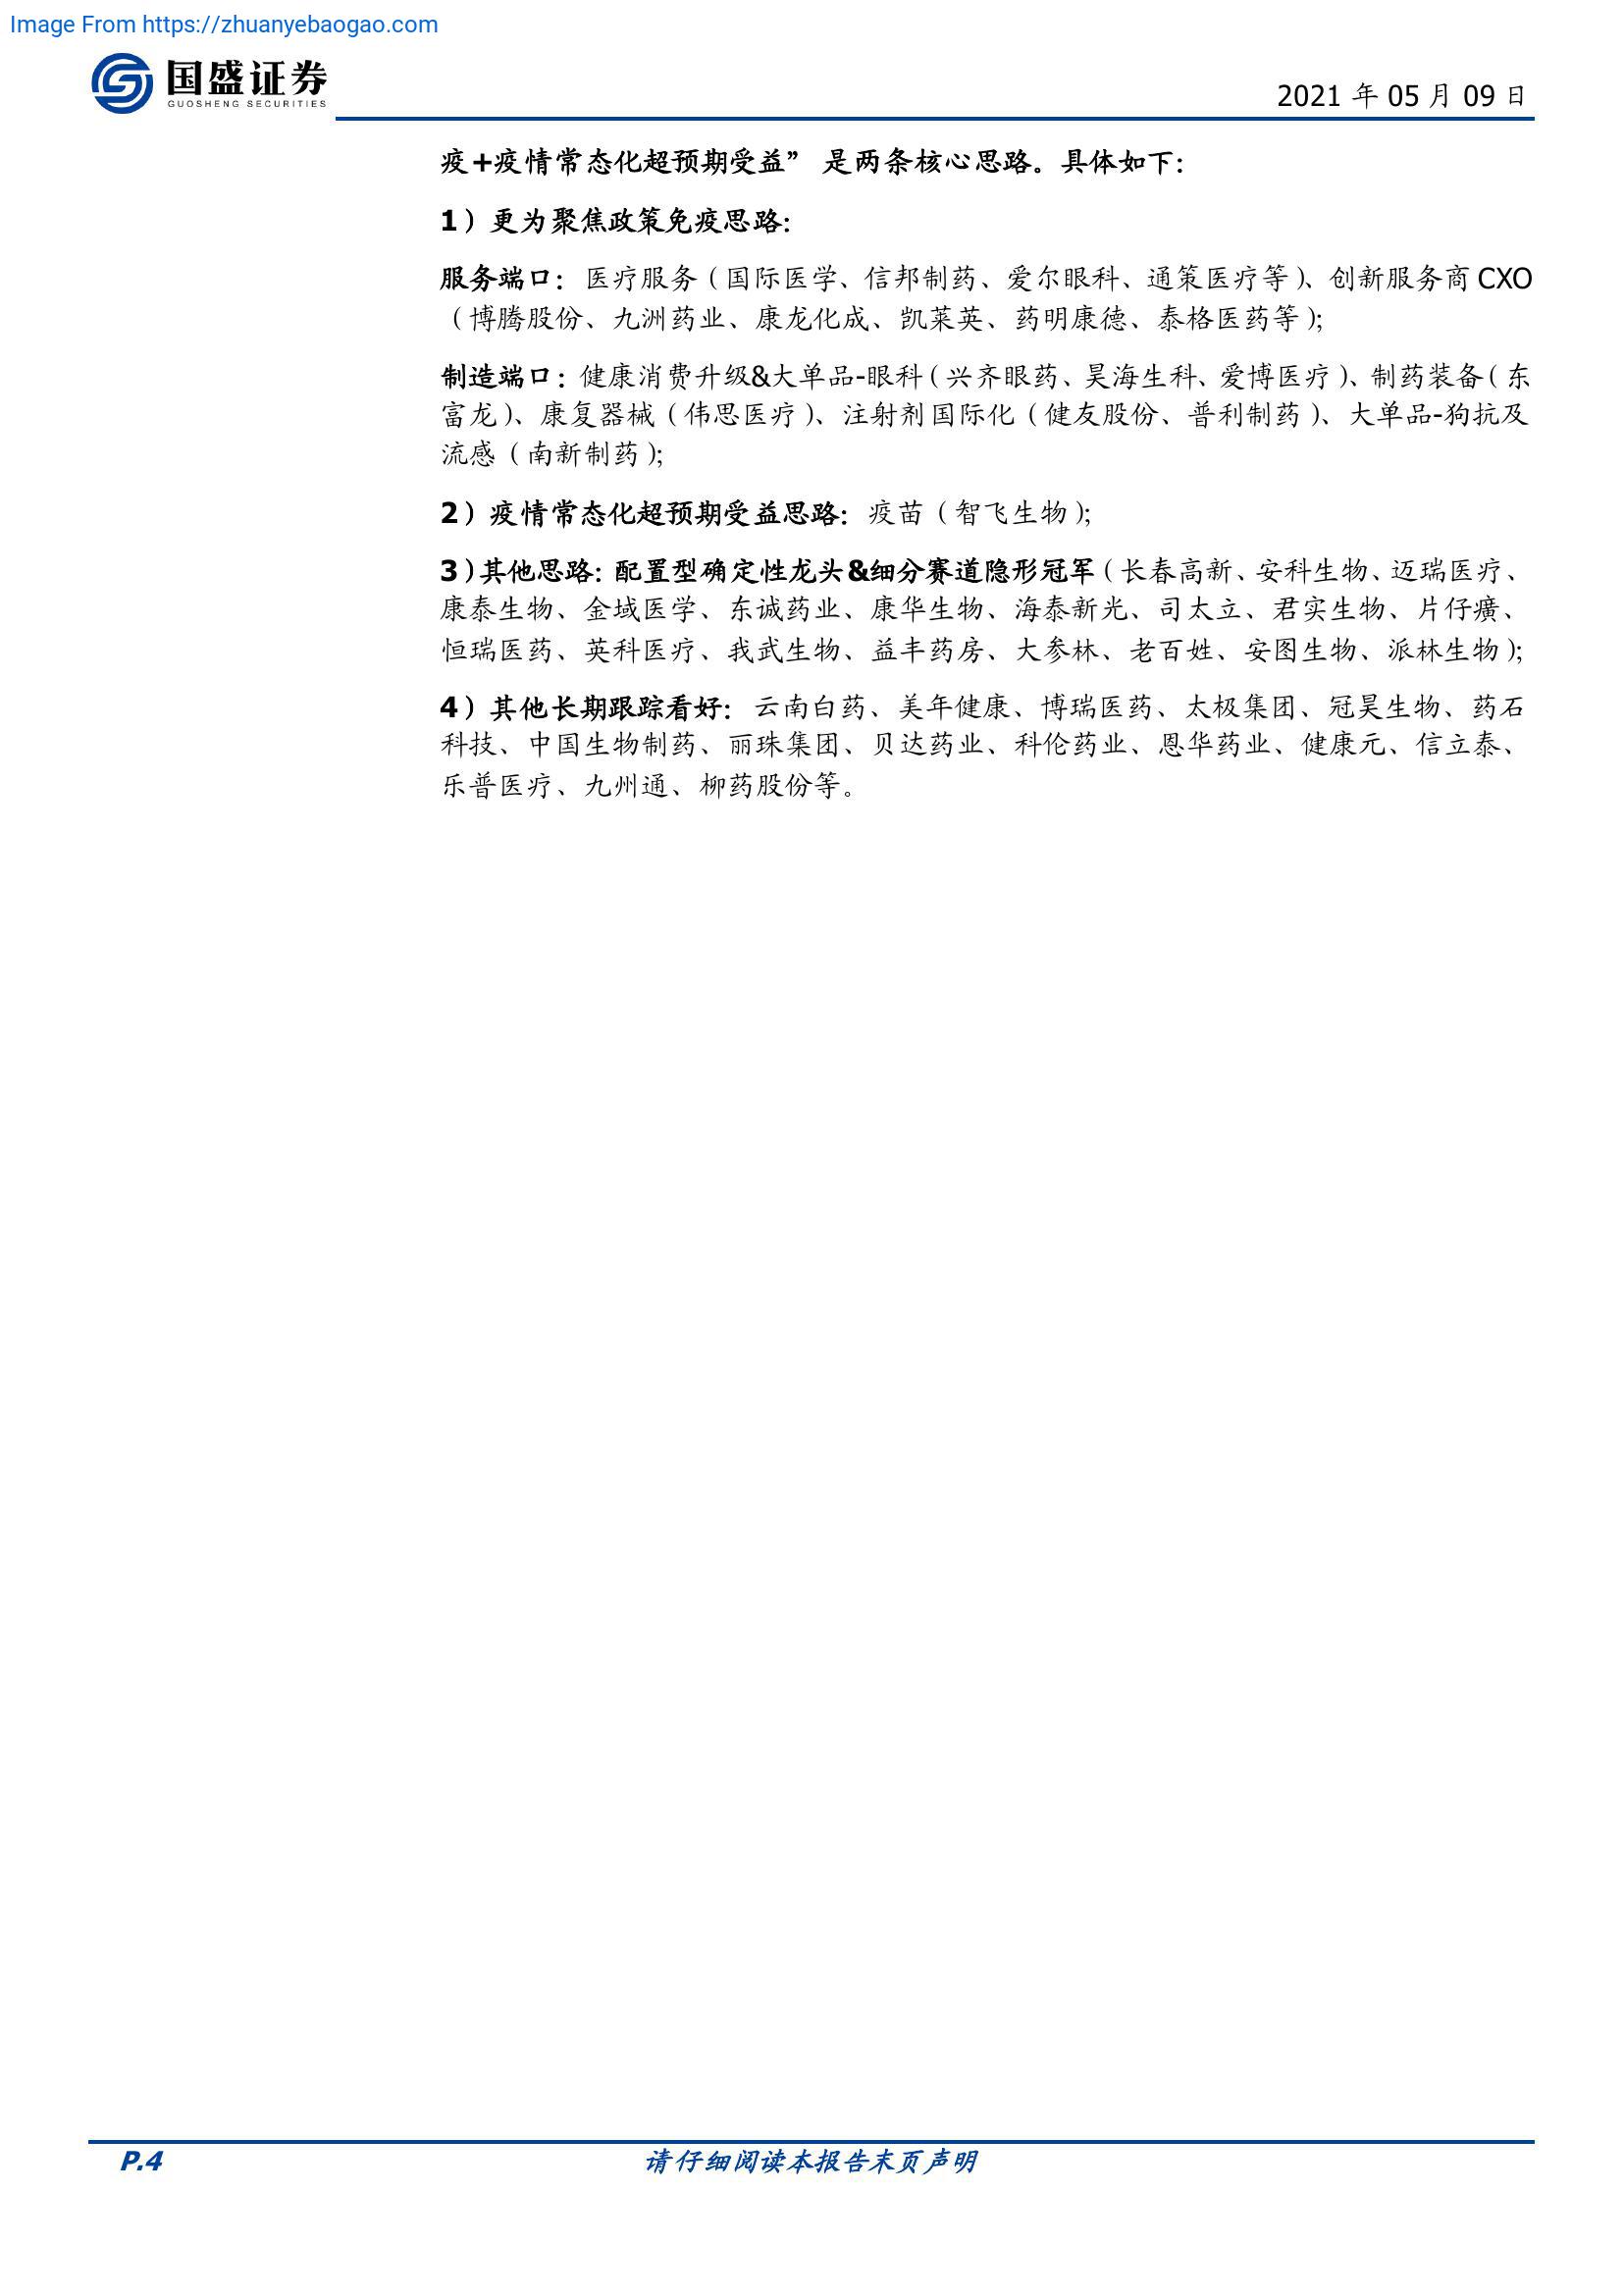 Image From https://zhuanyebaogao.com
国盛证券
GUOSHENG SECURITIES
2021 年 05 月 09 日
疫+疫情常态化超预期受益” 是两条核心思路。具体如下：
1）更为聚焦政策免疫思路：
服务端口：医疗服务（国际医学、信邦制药、爱尔眼科、通策医疗等）、创新服务商 CXO
（博腾股份、九洲药业、康龙化成、凯莱英、药明康德、泰格医药等）；
制造端口：健康消费升级&大单品-眼科（兴齐眼药、昊海生科、爱博医疗）、制药装备（东
富龙）、康复器械（伟思医疗）、注射剂国际化（健友股份、普利制药）、大单品-狗抗及
流感（南新制药）；
2）疫情常态化超预期受益思路：疫苗（智飞生物）；
3）其他思路：配置型确定性龙头&细分赛道隐形冠军（长春高新、安科生物、迈瑞医疗、
康泰生物、金域医学、东诚药业、康华生物、海泰新光、司太立、君实生物、片仔癀、
恒瑞医药、英科医疗、我武生物、益丰药房、大参林、老百姓、安图生物、派林生物）；
4）其他长期跟踪看好：云南白药、美年健康、博瑞医药、太极集团、冠昊生物、药石
科技、中国生物制药、丽珠集团、贝达药业、科伦药业、恩华药业、健康元、信立泰、
乐普医疗、九州通、柳药股份等。
P.4
请仔细阅读本报告末页声明